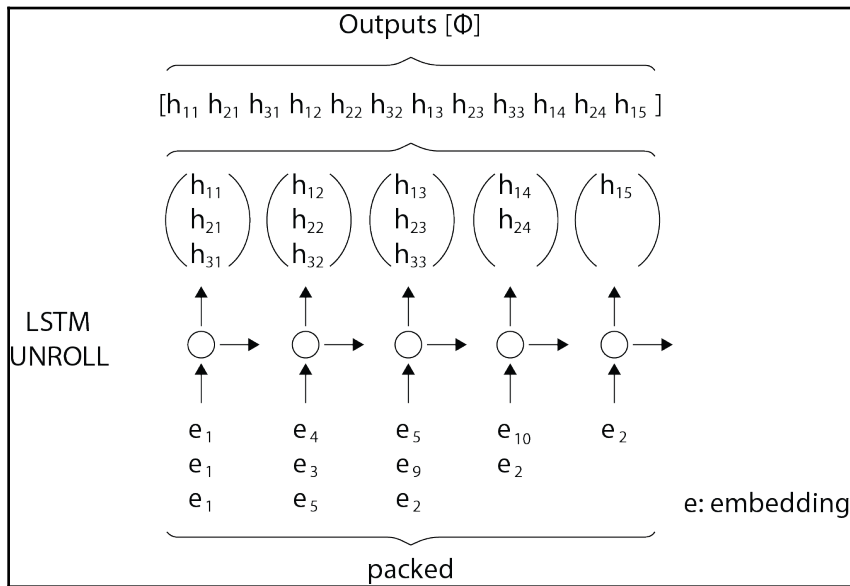 Outputs [Φ]
[h₁₁ h₂₁ h₃₁ h₁₂ h₂₂ h₃₂ h₁₃ h₂₃ h₃₃ h₁₄ h₂₄ h₁₅ ]
h₁₁ h₁₂ h₁₃ h₁₄ h₁₅
h₂₁ h₂₂ h₂₃ h₂₄
h₃₁ h₃₂ h₃₃
LSTM
UNROLL
e₁ e₄ e₅ e₁₀ e₂
e₁ e₃ e₉ e₂
e₁ e₅ e₂
e: embedding
packed